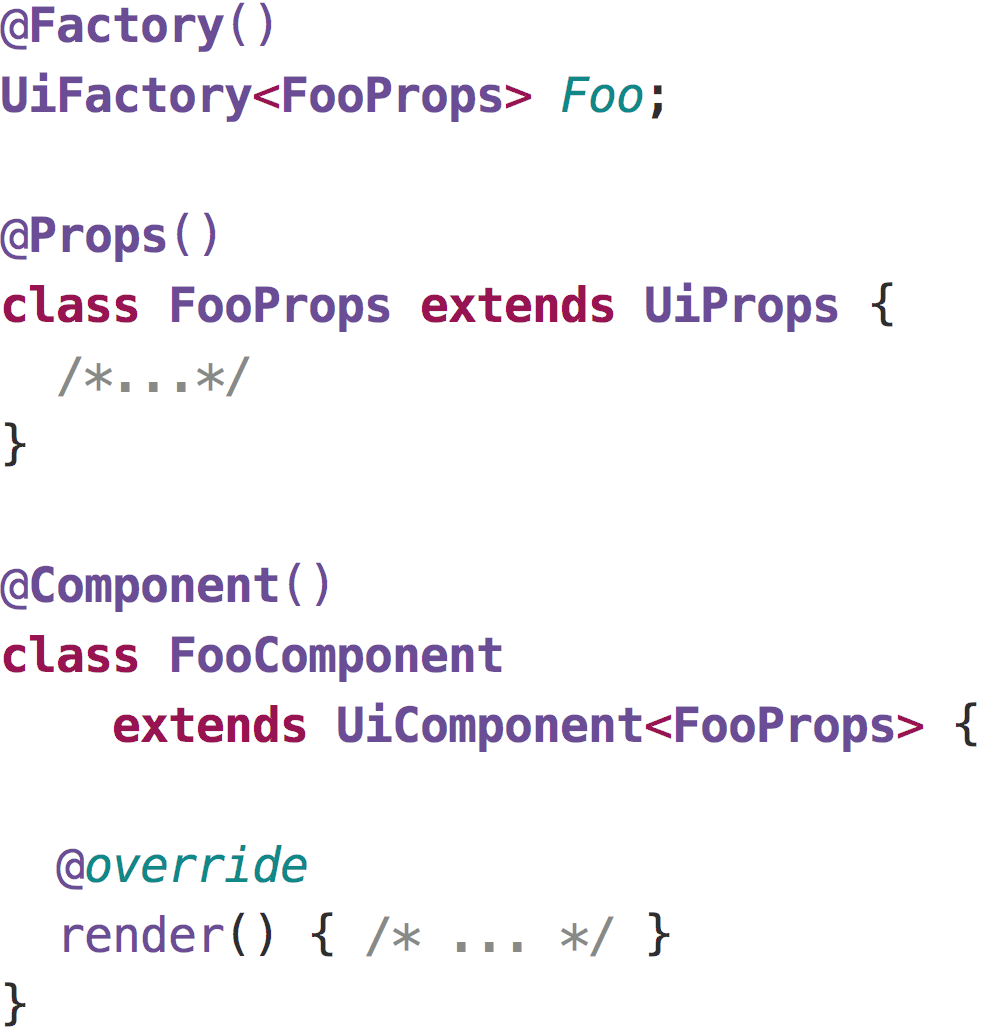 @Factory()
UiFactory<FooProps> Foo;
@Props()
class FooProps extends UiProps {
  /*...*/
}
@Component()
class FooComponent
    extends UiComponent<FooProps> {
  @override
  render() { /* ... */ }
}